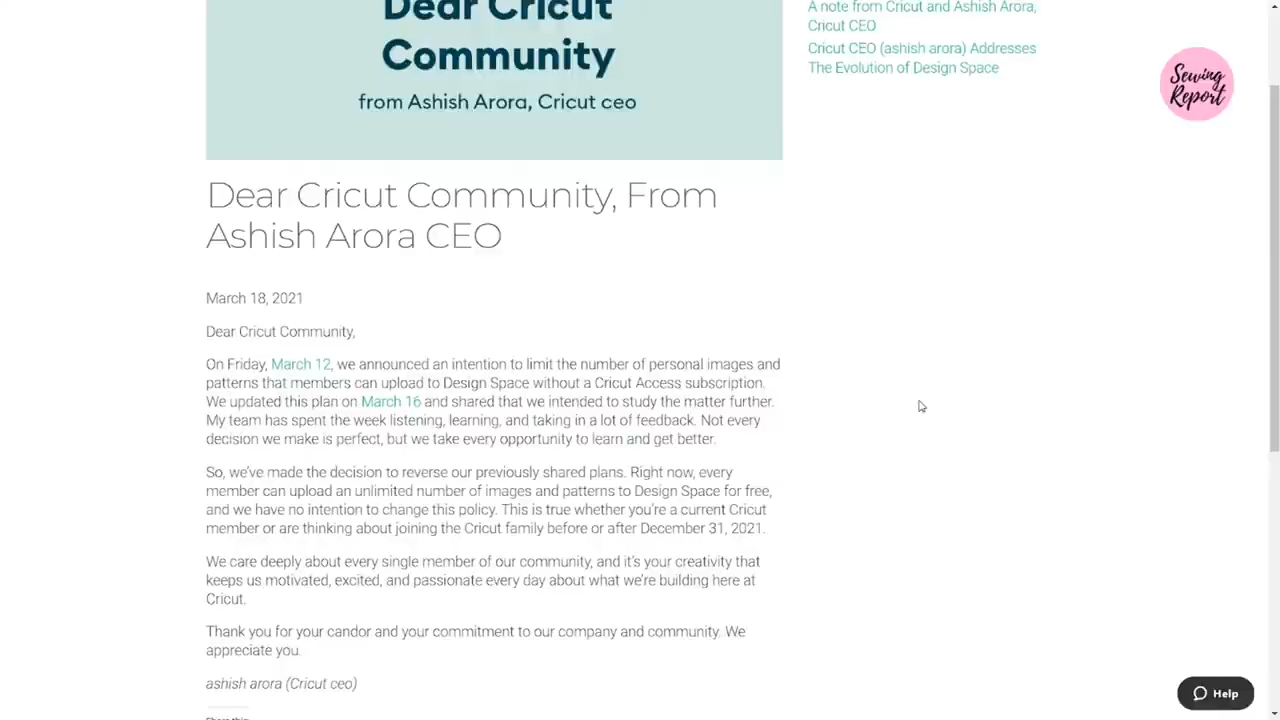 Dear Cricut
Community
from Ashish Arora, Cricut ceo
A note from Cricut and Ashish Arora,
Cricut CEO
Cricut CEO (ashish arora) Addresses
The Evolution of Design Space
Sewing
Report
Dear Cricut Community, From
Ashish Arora CEO
March 18, 2021
Dear Cricut Community,
On Friday, March 12, we announced an intention to limit the number of personal images and
patterns that members can upload to Design Space without a Cricut Access subscription.
We updated this plan on March 16 and shared that we intended to study the matter further.
My team has spent the week listening, learning, and taking in a lot of feedback. Not every
decision we make is perfect, but we take every opportunity to learn and get better.
So, we've made the decision to reverse our previously shared plans. Right now, every
member can upload an unlimited number of images and patterns to Design Space for free,
and we have no intention to change this policy. This is true whether you're a current Cricut
member or are thinking about joining the Cricut family before or after December 31, 2021.
We care deeply about every single member of our community, and it's your creativity that
keeps us motivated, excited, and passionate every day about what we're building here at
Cricut.
Thank you for your candor and your commitment to our company and community. We
appreciate you.
ashish arora (Cricut ceo)
Share this:
Help